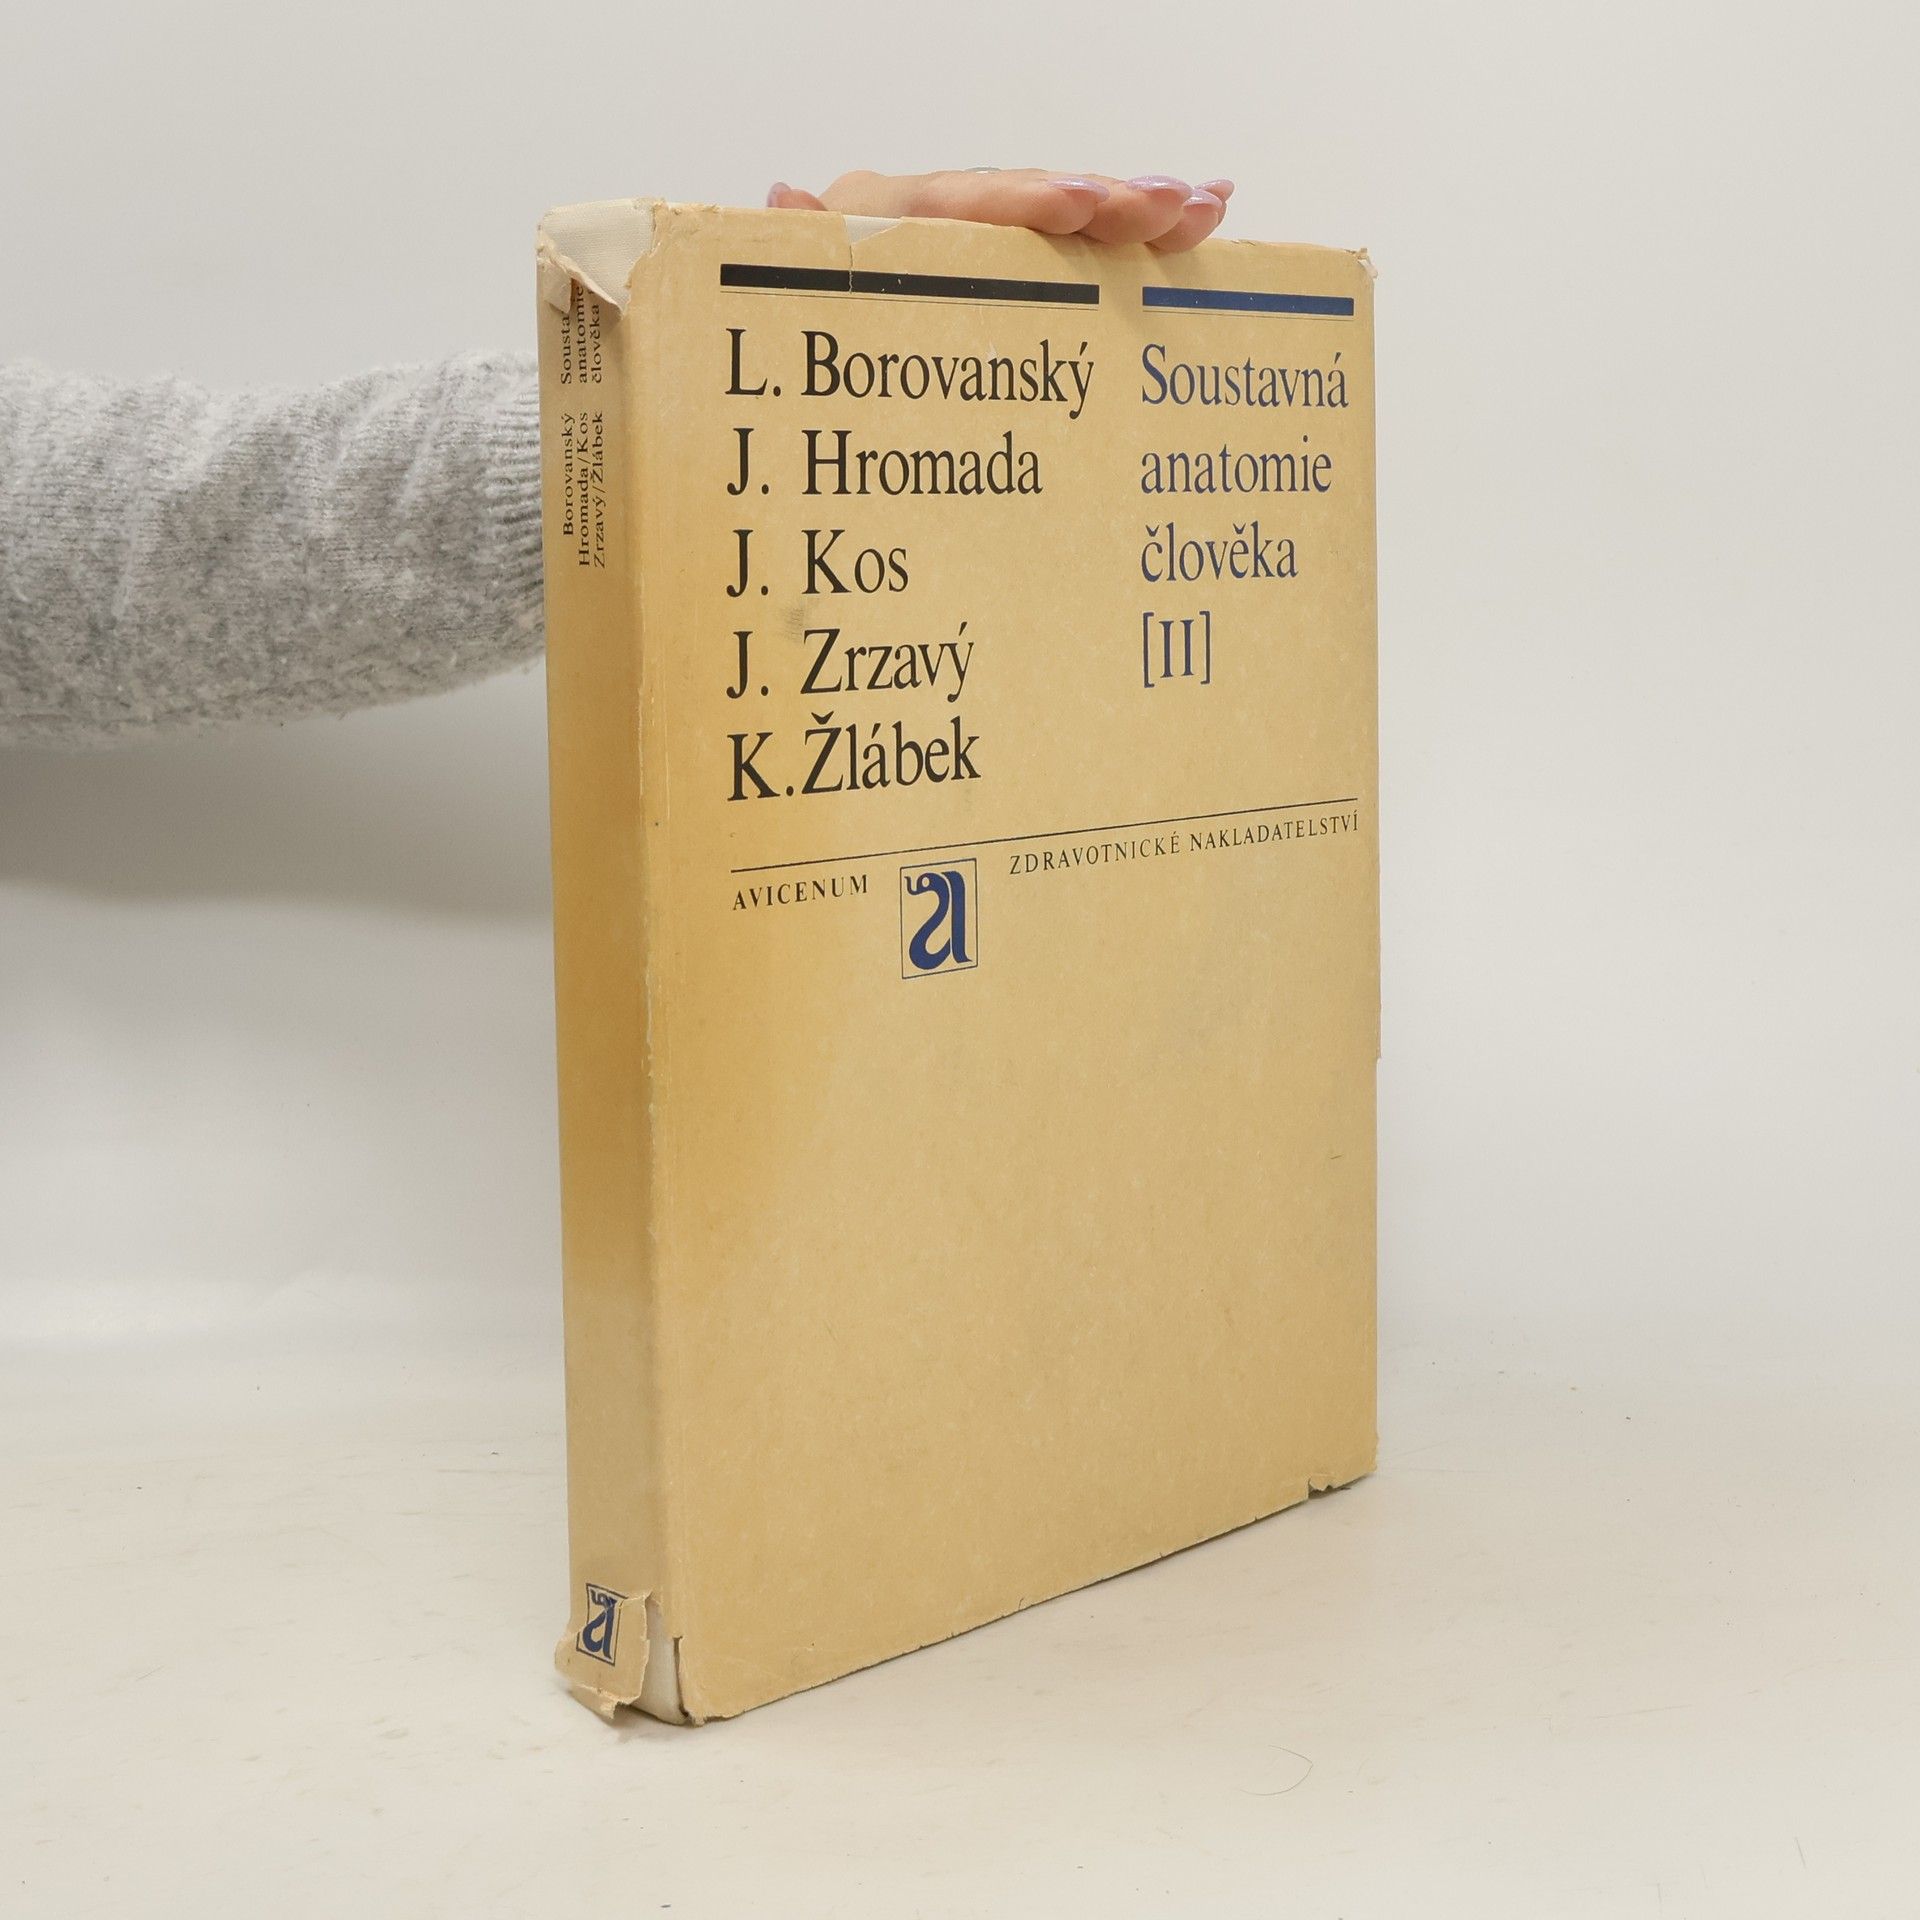 L. Borovanský
J. Hromada
J. Kos
J. Zrzavý
K. Žlábek
Soustavná
anatomie
člověka
[II]
AVICENUM
ZDRAVOTNICKÉ NAKLADATELSTVÍ
Borovanský
Hromada/Kos
Zrzavý/Žlábek
anatomie
člověka